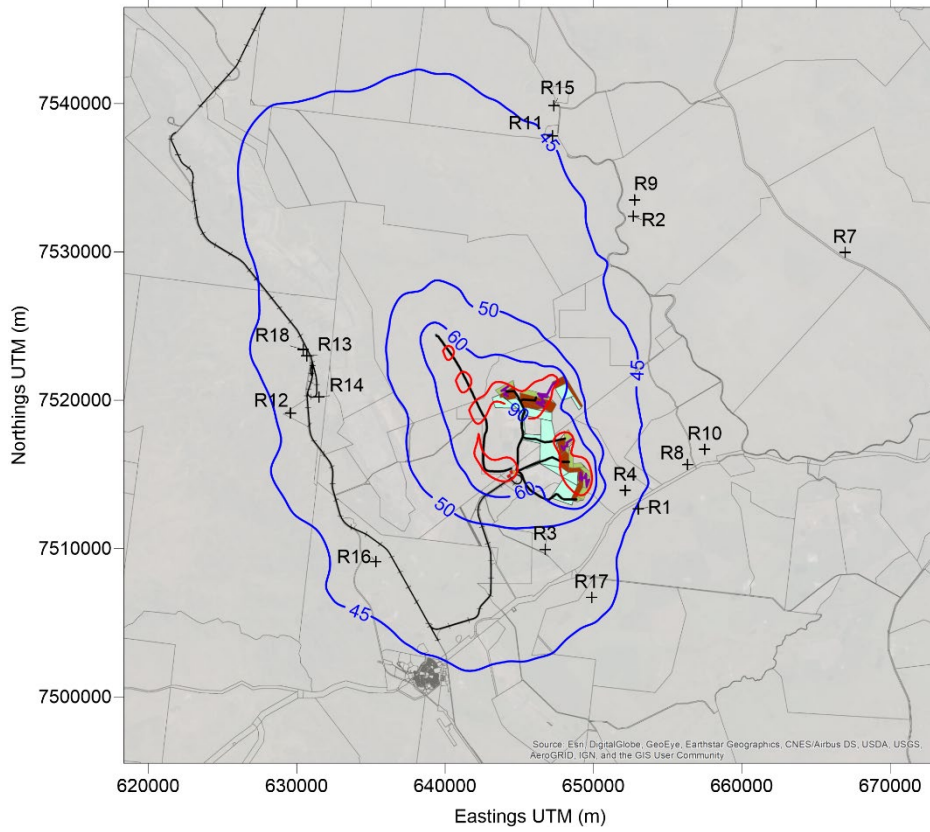 7540000
7530000
7520000
7510000
7500000
Northings UTM (m)
620000 630000 640000 650000 660000 670000
Eastings UTM (m)
R15
R11
45
R9
R2
R7
50
60
R18
R13
R14
R12
90
45
R10
R8
R4
R1
60
50
R3
R16
R17
45
Source: Esri, DigitalGlobe, GeoEye, Earthstar Geographics, CNES/Airbus DS, USDA, USGS,
AeroGRID, IGN, and the GIS User Community